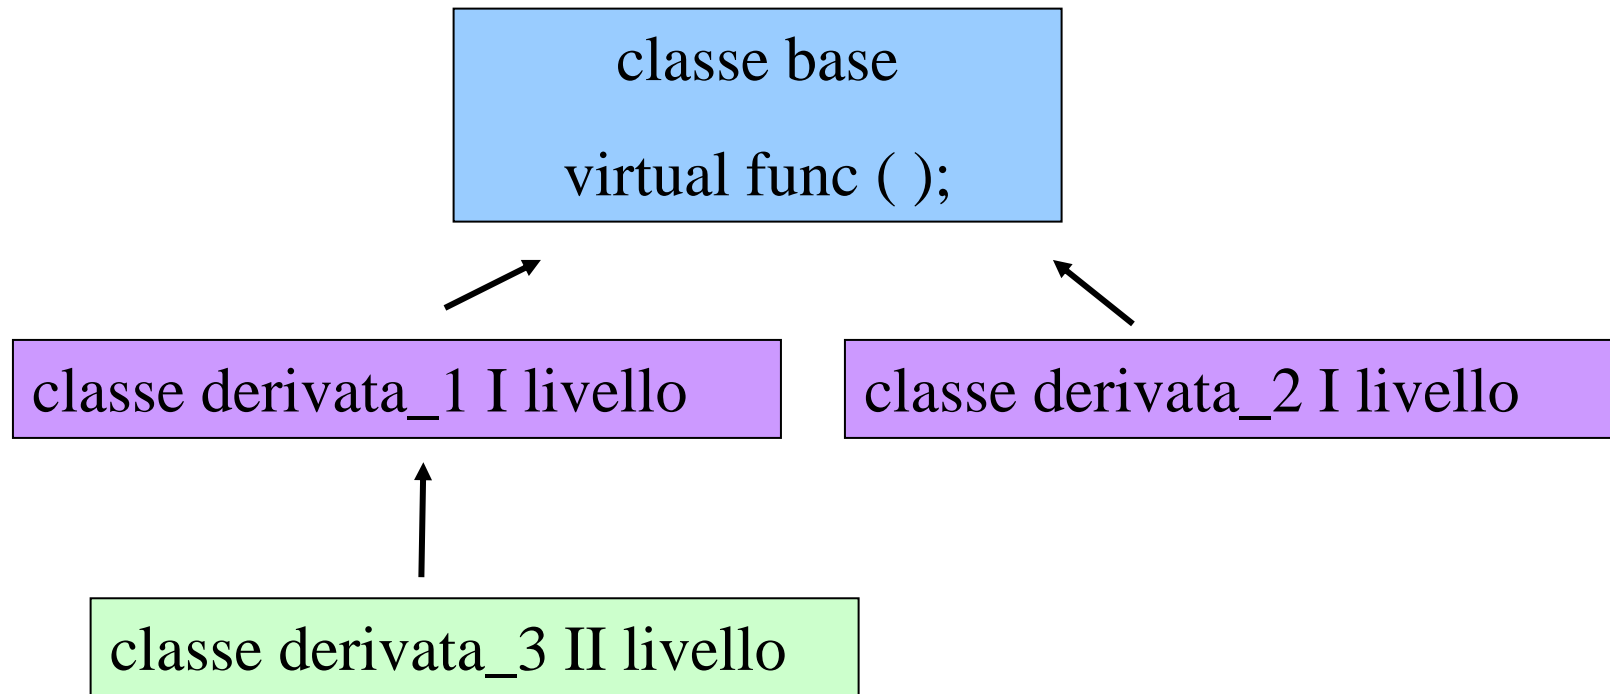 classe base
virtual func ( );
classe derivata_1 I livello
classe derivata_2 I livello
classe derivata_3 II livello